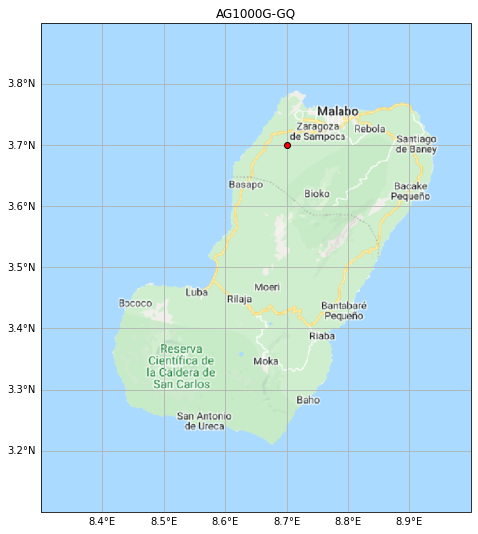 AG1000G-GQ
3.8°N
Malabo
Zaragoza
de Sampoca
Rebola
Santiago
de Baney
3.7°N
Basapo
Bioko
Bacake
Pequeño
3.6°N
3.5°N
Moeri
Luba
Rilaja
Bococo
Bantabaré
Pequeño
3.4°N
Riaba
Reserva
Científica de
la Caldera de
San Carlos
Moka
3.3°N
Baho
San Antonio
de Ureca
3.2°N
8.4°E 8.5°E 8.6°E 8.7°E 8.8°E 8.9°E